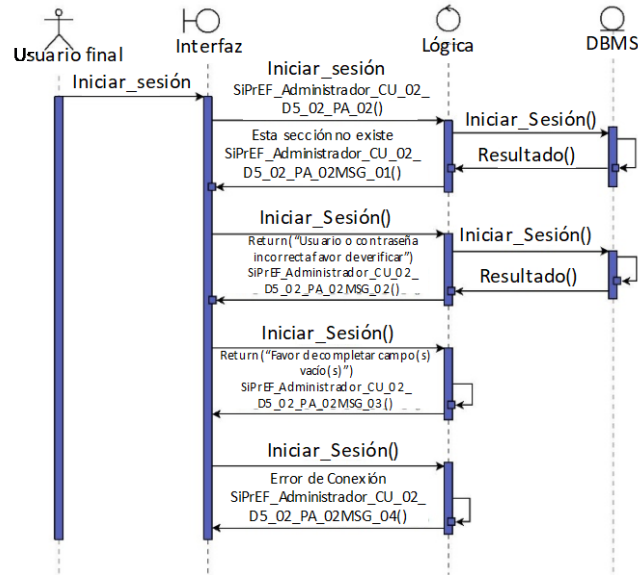 Usuario final
Interfaz
Lógica
DBMS
Iniciar_sesión
Iniciar_sesión
SiPrEF_Administrador_CU_02_
D5_02_PA_02()
Iniciar_Sesión()
Esta sección no existe
SiPrEF_Administrador_CU_02_
D5_02_PA_02MSG_01()
Resultado()
Iniciar_Sesión()
Iniciar_Sesión()
Return("Usuario o contraseña
incorrecta favor de verificar")
SiPrEF_Administrador_CU_02_
D5_02_PA_02MSG_02()
Resultado()
Iniciar_Sesión()
Return("Favor de completar campo(s)
vacío(s)")
SiPrEF_Administrador_CU_02_
D5_02_PA_02MSG_03()
Iniciar_Sesión()
Error de Conexión
SiPrEF_Administrador_CU_02_
D5_02_PA_02MSG_04()